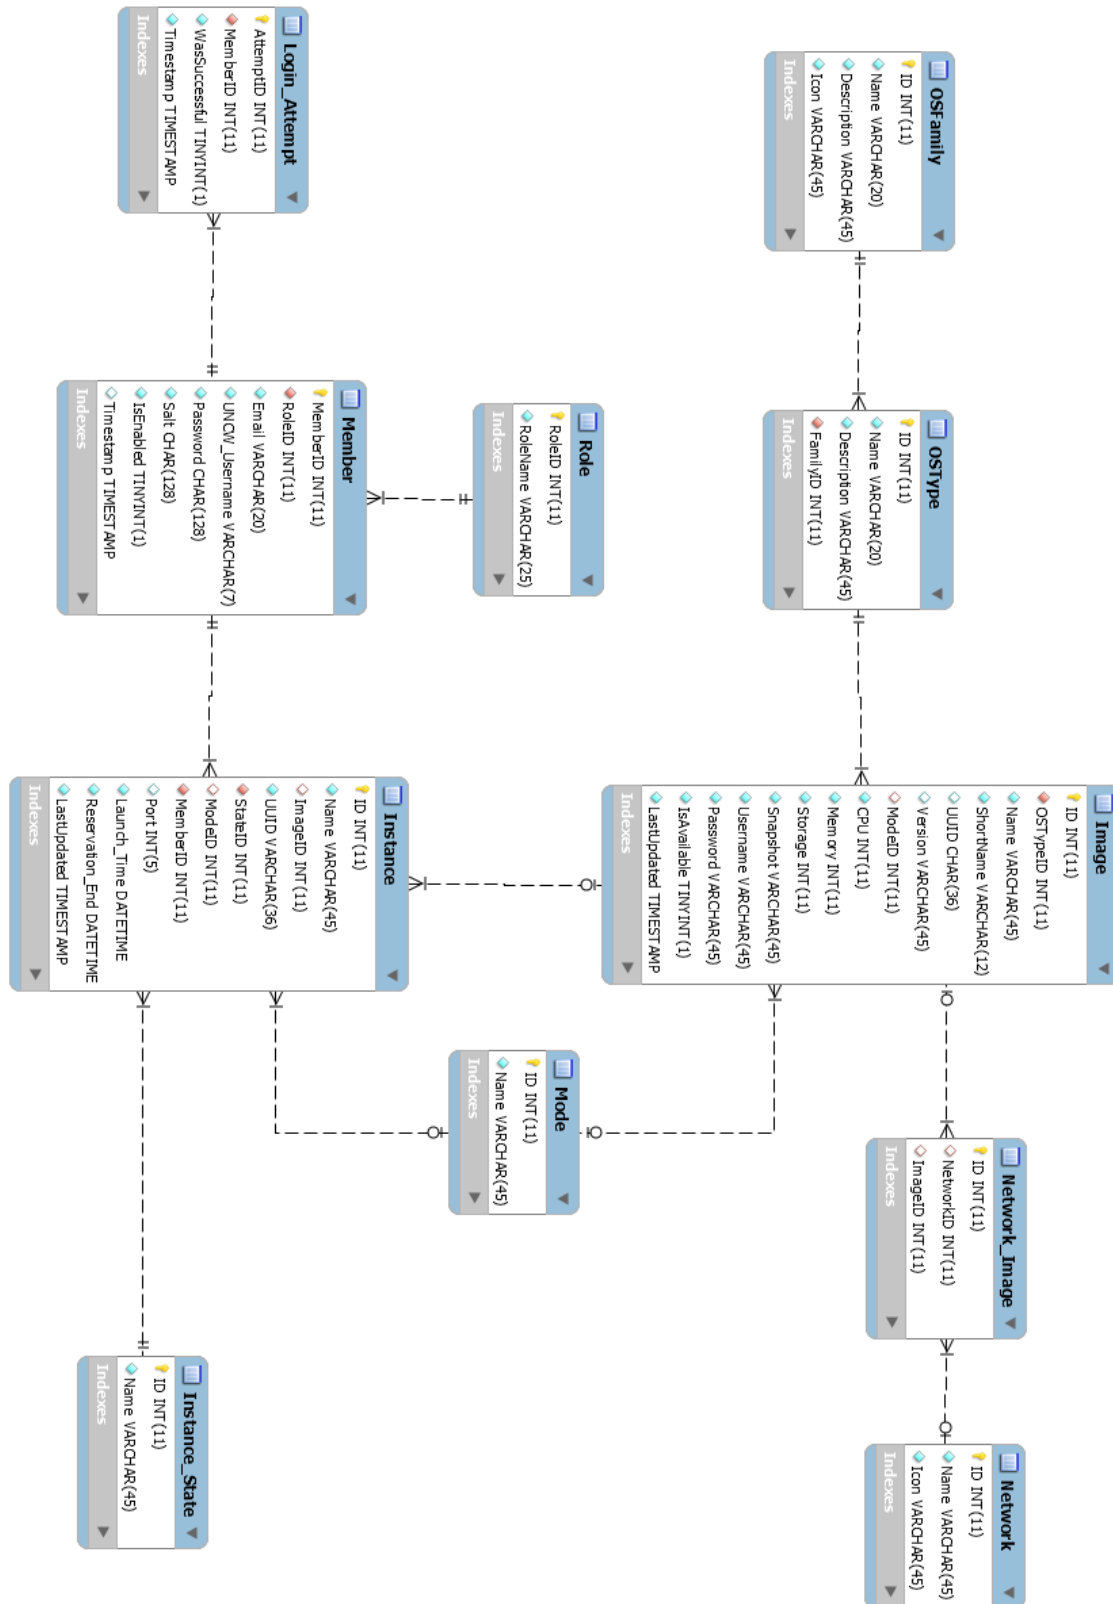 OSFamily
ID INT(11)
Name VARCHAR(20)
Description VARCHAR(45)
Icon VARCHAR(45)
Indexes
OSType
ID INT(11)
Name VARCHAR(20)
Description VARCHAR(45)
FamilyID INT(11)
Indexes
Image
ID INT(11)
OSTypeID INT(11)
Name VARCHAR(45)
ShortName VARCHAR(12)
UUID CHAR(36)
Version VARCHAR(45)
ModeID INT(11)
CPU INT(11)
Memory INT(11)
Storage INT(11)
Snapshot VARCHAR(45)
Username VARCHAR(45)
Password VARCHAR(45)
IsAvailable TINYINT(1)
LastUpdated TIMESTAMP
Indexes
Network_Image
ID INT(11)
NetworkID INT(11)
ImageID INT(11)
Indexes
Network
ID INT(11)
Name VARCHAR(45)
Icon VARCHAR(45)
Indexes
Role
RoleID INT(11)
RoleName VARCHAR(25)
Indexes
Mode
ID INT(11)
Name VARCHAR(45)
Indexes
Login_Attempt
AttemptID INT(11)
MemberID INT(11)
WasSuccessful TINYINT(1)
Timestamp TIMESTAMP
Indexes
Member
MemberID INT(11)
RoleID INT(11)
Email VARCHAR(20)
UNCW_Username VARCHAR(7)
Password CHAR(128)
Salt CHAR(128)
IsEnabled TINYINT(1)
Timestamp TIMESTAMP
Indexes
Instance
ID INT(11)
Name VARCHAR(45)
ImageID INT(11)
UUID VARCHAR(36)
StateID INT(11)
ModeID INT(11)
MemberID INT(11)
Port INT(5)
Launch_Time DATETIME
Reservation_End DATETIME
LastUpdated TIMESTAMP
Indexes
Instance_State
ID INT(11)
Name VARCHAR(45)
Indexes